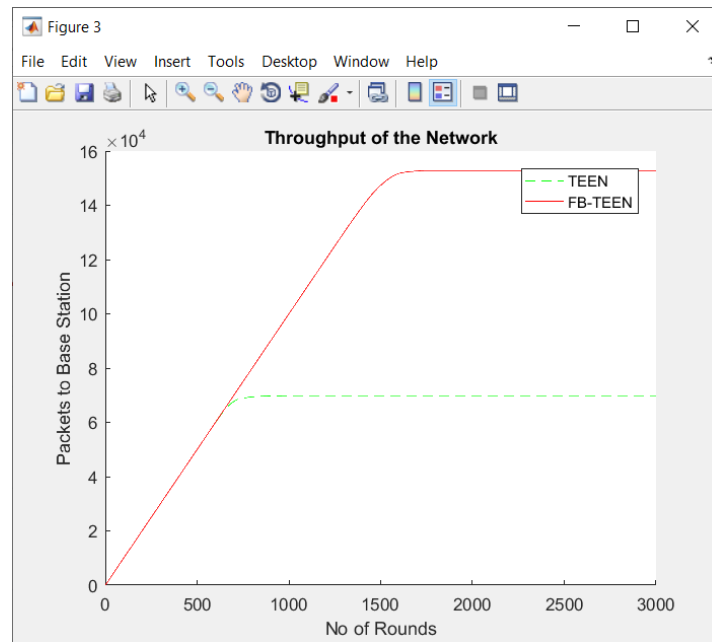 Figure 3
File Edit View Insert Tools Desktop Window Help
Throughput of the Network
×10⁴
16
14
12
10
8
6
4
2
0
Packets to Base Station
TEEN
FB-TEEN
0 500 1000 1500 2000 2500 3000
No of Rounds